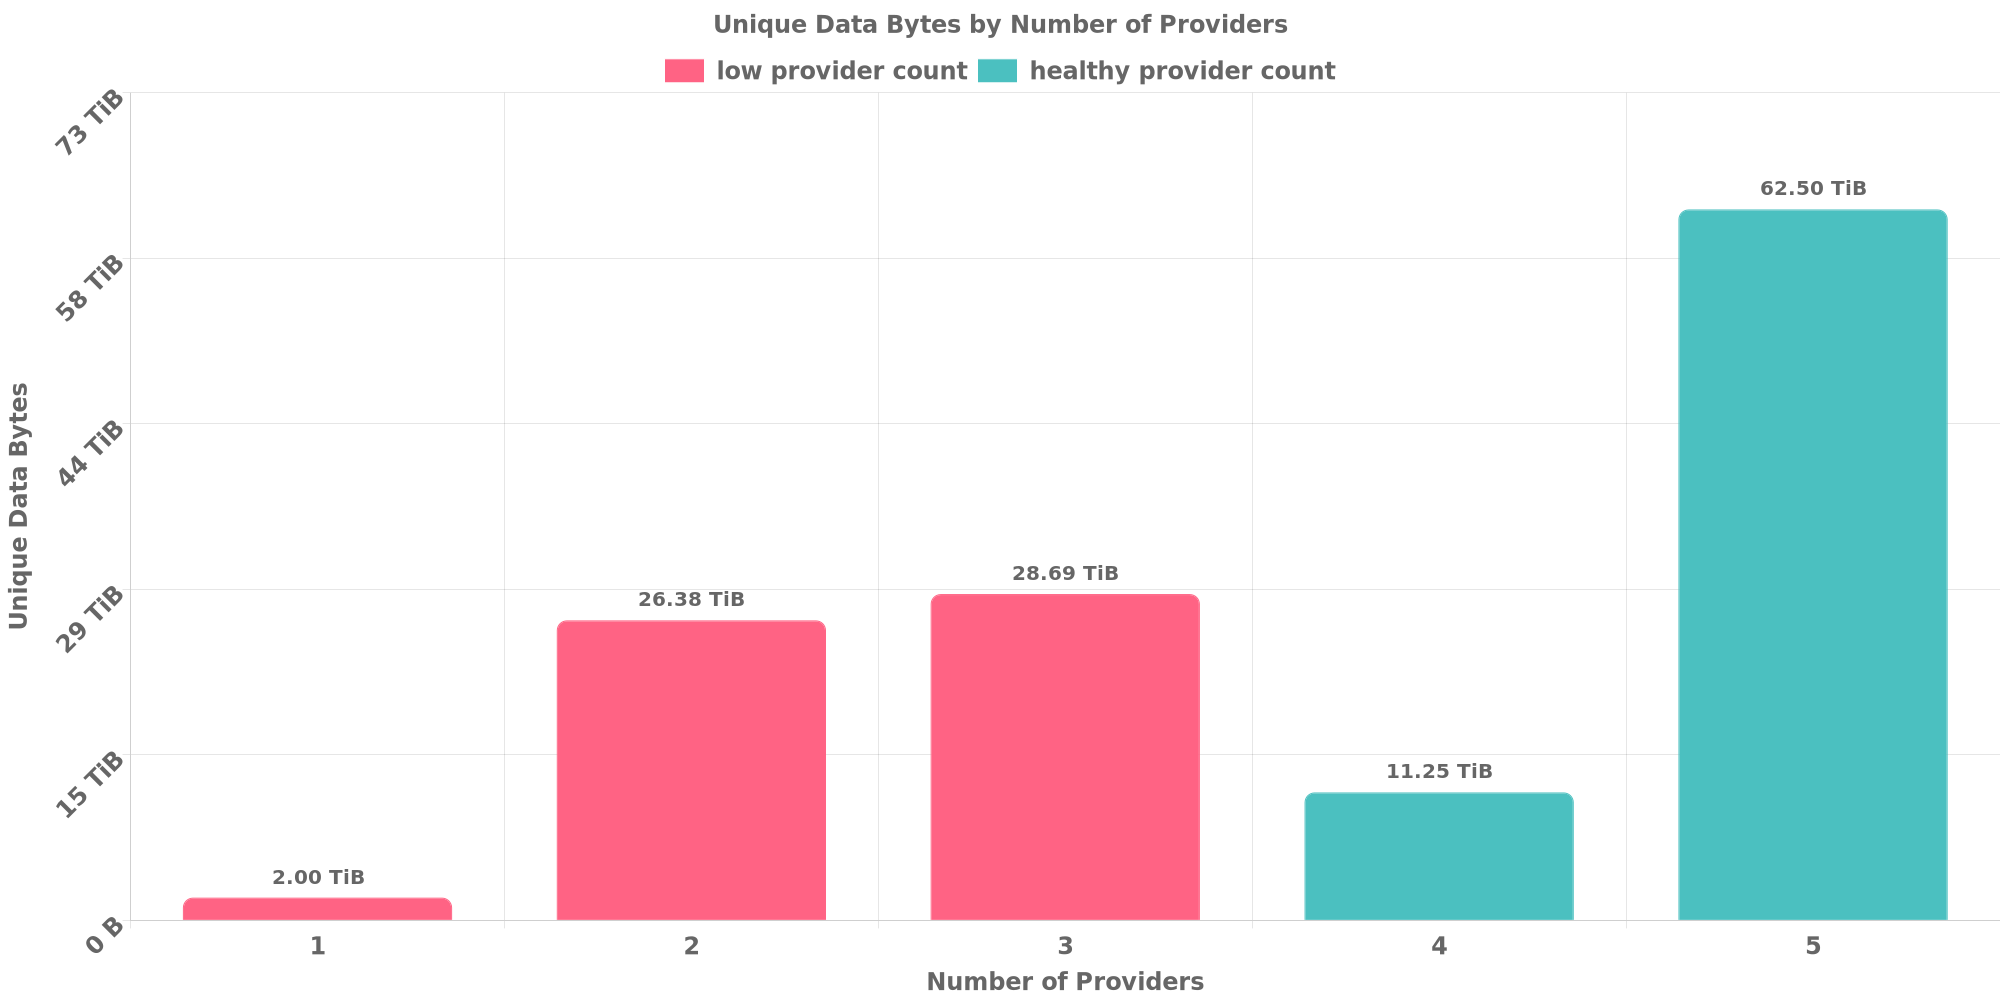 Unique Data Bytes by Number of Providers
low provider count healthy provider count
73 TiB
58 TiB
44 TiB
29 TiB
15 TiB
0 B
Unique Data Bytes
2.00 TiB
26.38 TiB
28.69 TiB
11.25 TiB
62.50 TiB
1 2 3 4 5
Number of Providers